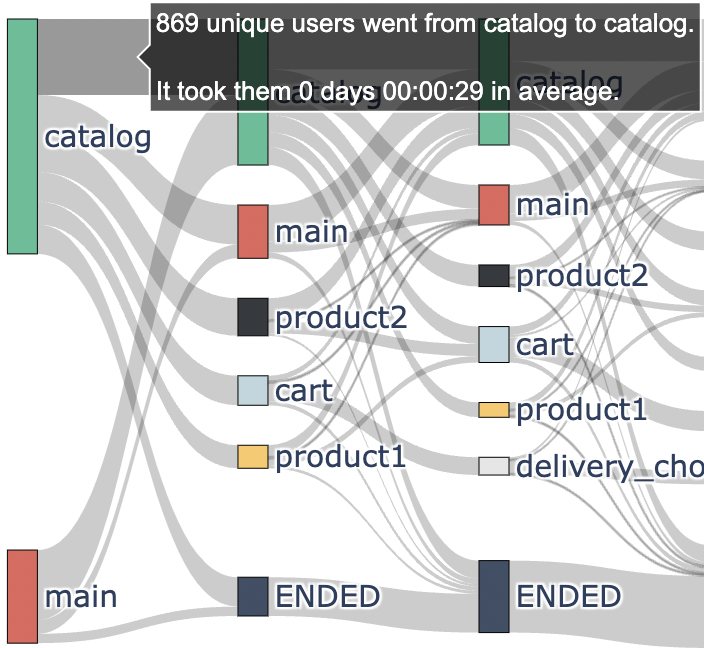 869 unique users went from catalog to catalog.
It took them 0 days 00:00:29 in average.
catalog
main
catalog
main
product2
cart
product1
ENDED
catalog
main
product2
cart
product1
delivery_cho
ENDED